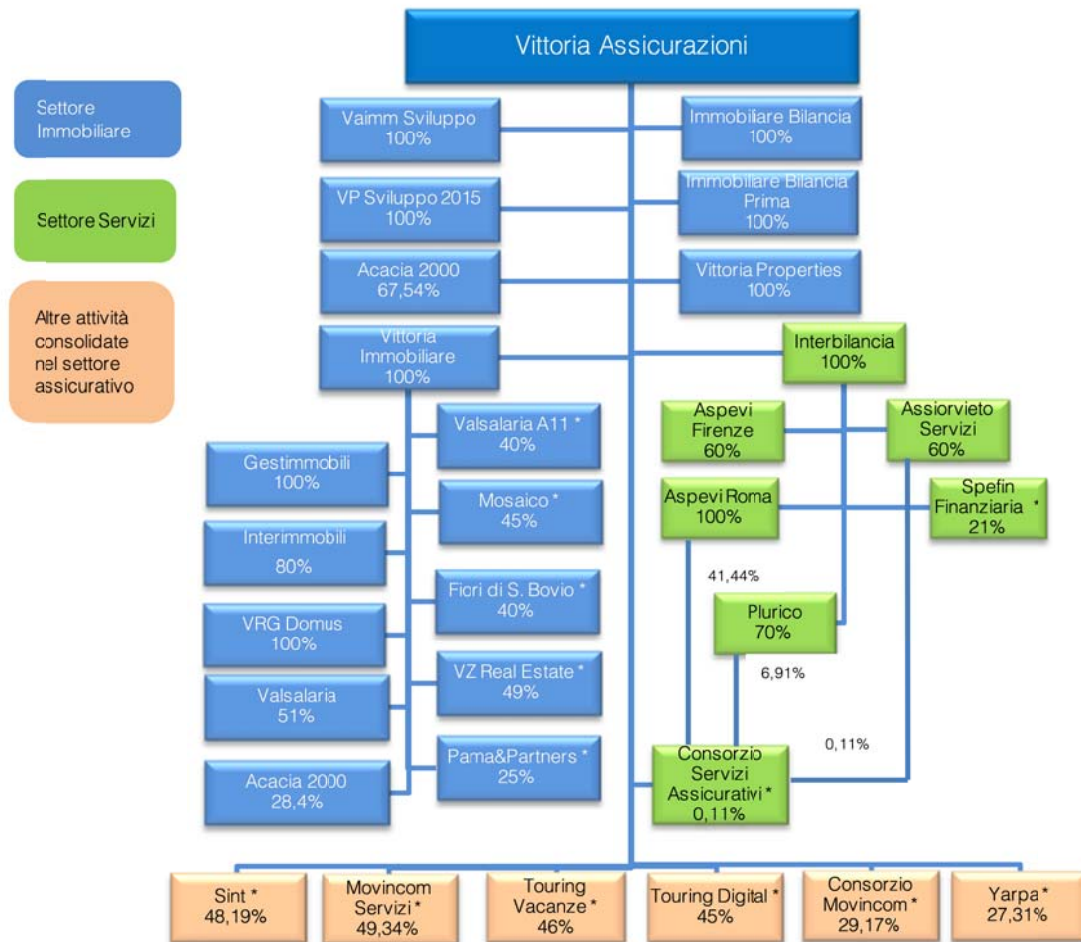 Vittoria Assicurazioni
Settore
Immobiliare
Settore Servizi
Altre attività
consolidate
nel settore
assicurativo
Vaimm Sviluppo
100%
Immobiliare Bilancia
100%
VP Sviluppo 2015
100%
Immobiliare Bilancia
Prima
100%
Acacia 2000
67,54%
Vittoria Properties
100%
Vittoria
Immobiliare
100%
Interbilancia
100%
Valsalaria A11 *
40%
Gestimmobili
100%
Mosaico *
45%
Interimmobili
80%
Fiori di S. Bovio *
40%
VRG Domus
100%
VZ Real Estate *
49%
Valsalaria
51%
Pama&Partners *
25%
Acacia 2000
28,4%
Aspevi
Firenze
60%
Assiorvieto
Servizi
60%
Aspevi Roma
100%
Spefin
Finanziaria *
21%
41,44%
Plurico
70%
6,91%
0,11%
Consorzio
Servizi
Assicurativi *
0,11%
Sint *
48,19%
Movincom
Servizi *
49,34%
Touring
Vacanze *
46%
Touring Digital *
45%
Consorzio
Movincom *
29,17%
Yarpa *
27,31%